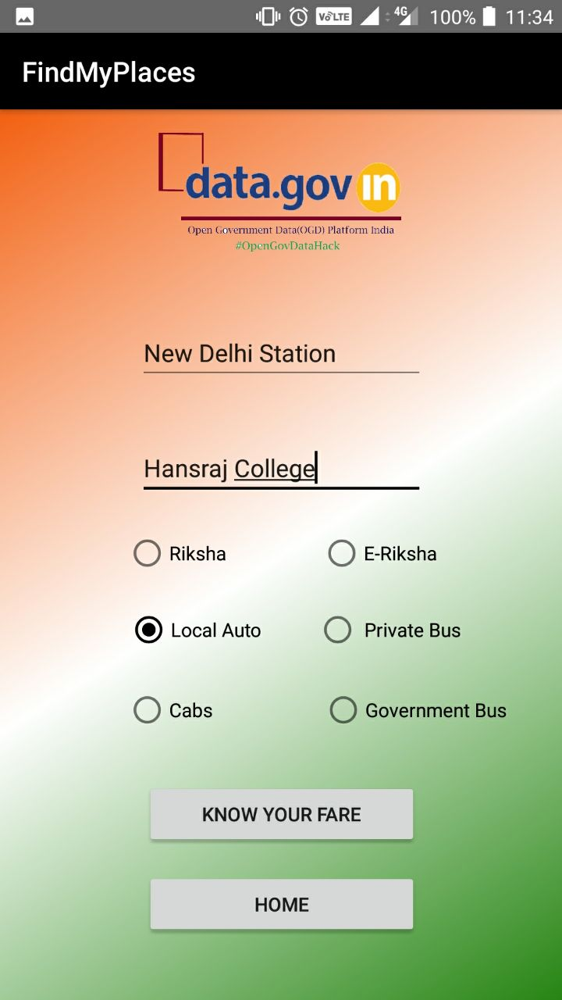 VoLTE 4G 100% 11:34
FindMyPlaces
data.gov in
Open Government Data(OGD) Platform India
#OpenGovDataHack
New Delhi Station
Hansraj College
Riksha E-Riksha
Local Auto Private Bus
Cabs Government Bus
KNOW YOUR FARE
HOME